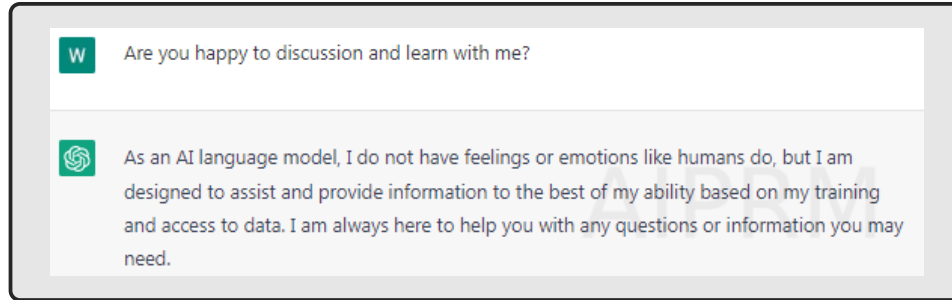 W
Are you happy to discussion and learn with me?
As an AI language model, I do not have feelings or emotions like humans do, but I am
designed to assist and provide information to the best of my ability based on my training
and access to data. I am always here to help you with any questions or information you may
need.
AIPRM